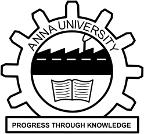 ANNA UNIVERSITY
PROGRESS THROUGH KNOWLEDGE